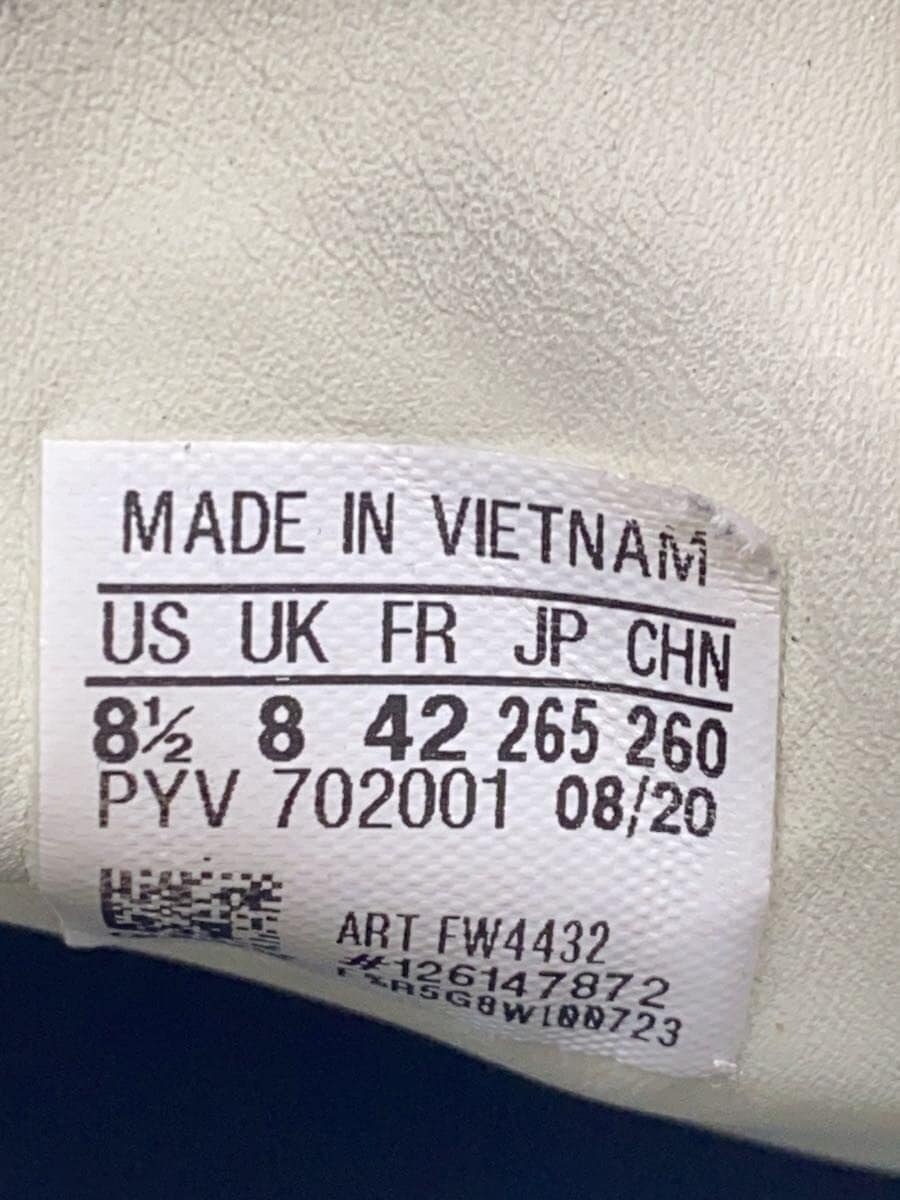 MADE IN VIETNAM
US UK FR JP CHN
8½ 8 42 265 260
PYV 702001 08/20
ART FW4432
#126147872